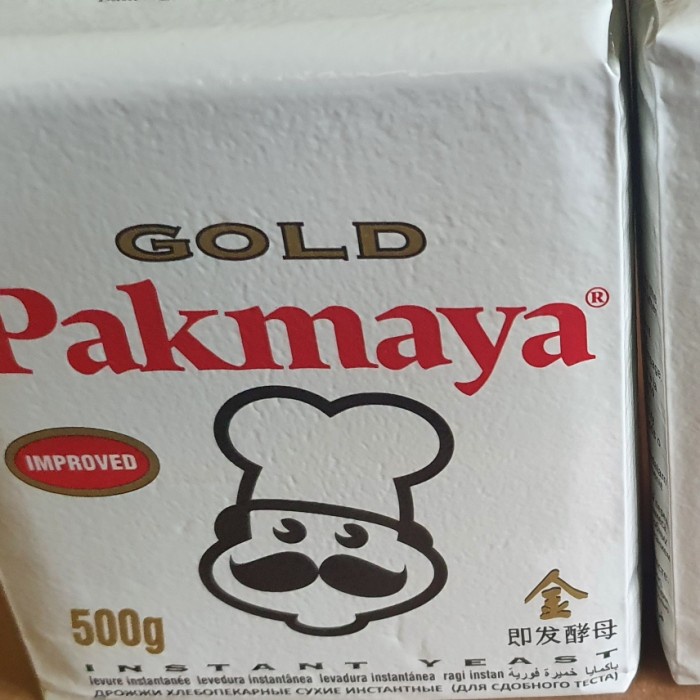 GOLD
Pakmaya®
IMPROVED
500g
金
即发酵母
INSTANT YEAST
levure instantanée levedura instantânea levadura instantánea ragi instan باكمايا خميرة فورية
ДРОЖЖИ ХЛЕБОПЕКАРНЫЕ СУХИЕ ИНСТАНТНЫЕ (ДЛЯ СДОБНОГО ТЕСТА)